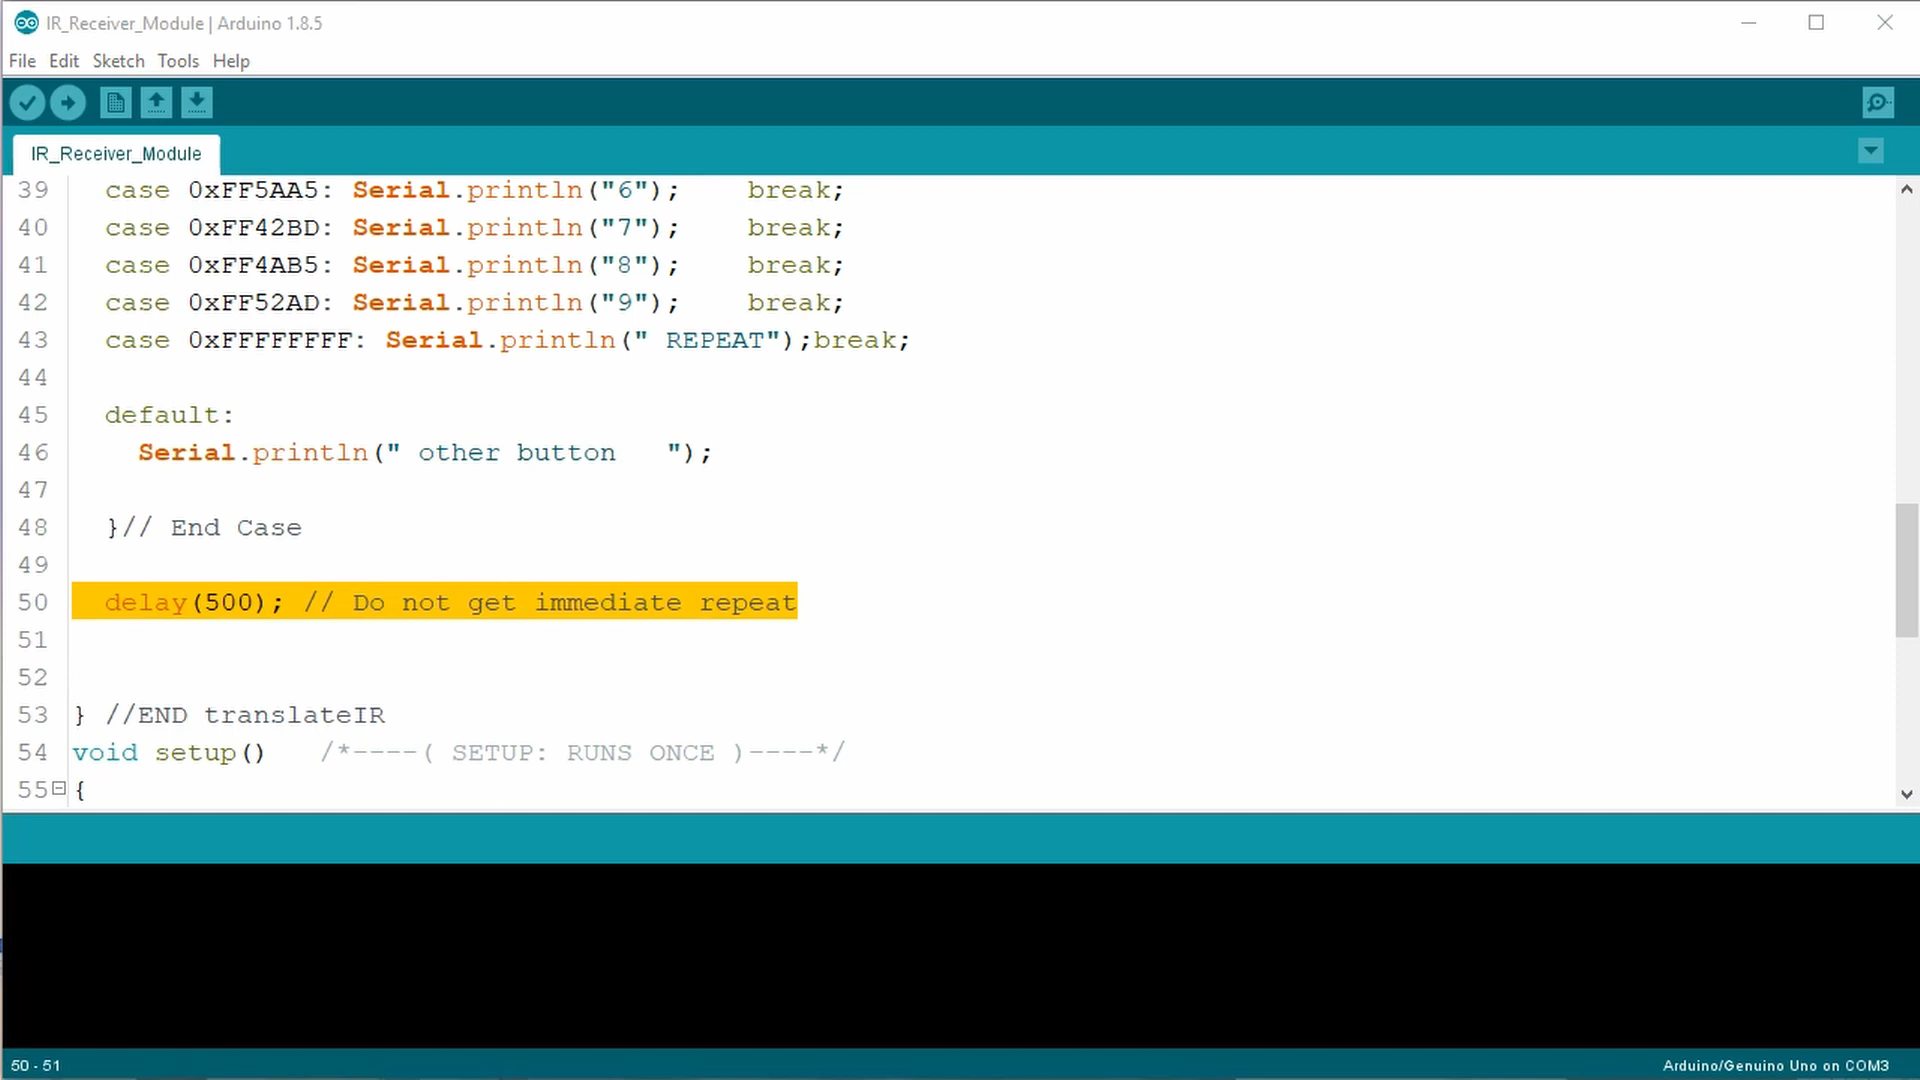 IR_Receiver_Module | Arduino 1.8.5
File Edit Sketch Tools Help
IR_Receiver_Module
39 case 0xFF5AA5: Serial.println("6");    break;
40 case 0xFF42BD: Serial.println("7");    break;
41 case 0xFF4AB5: Serial.println("8");    break;
42 case 0xFF52AD: Serial.println("9");    break;
43 case 0xFFFFFFFF: Serial.println(" REPEAT");break;
44
45 default:
46 Serial.println(" other button   ");
47
48 }// End Case
49
50 delay(500); // Do not get immediate repeat
51
52
53 } //END translateIR
54 void setup()   /*----( SETUP: RUNS ONCE )----*/
55 {
50 - 51
Arduino/Genuino Uno on COM3